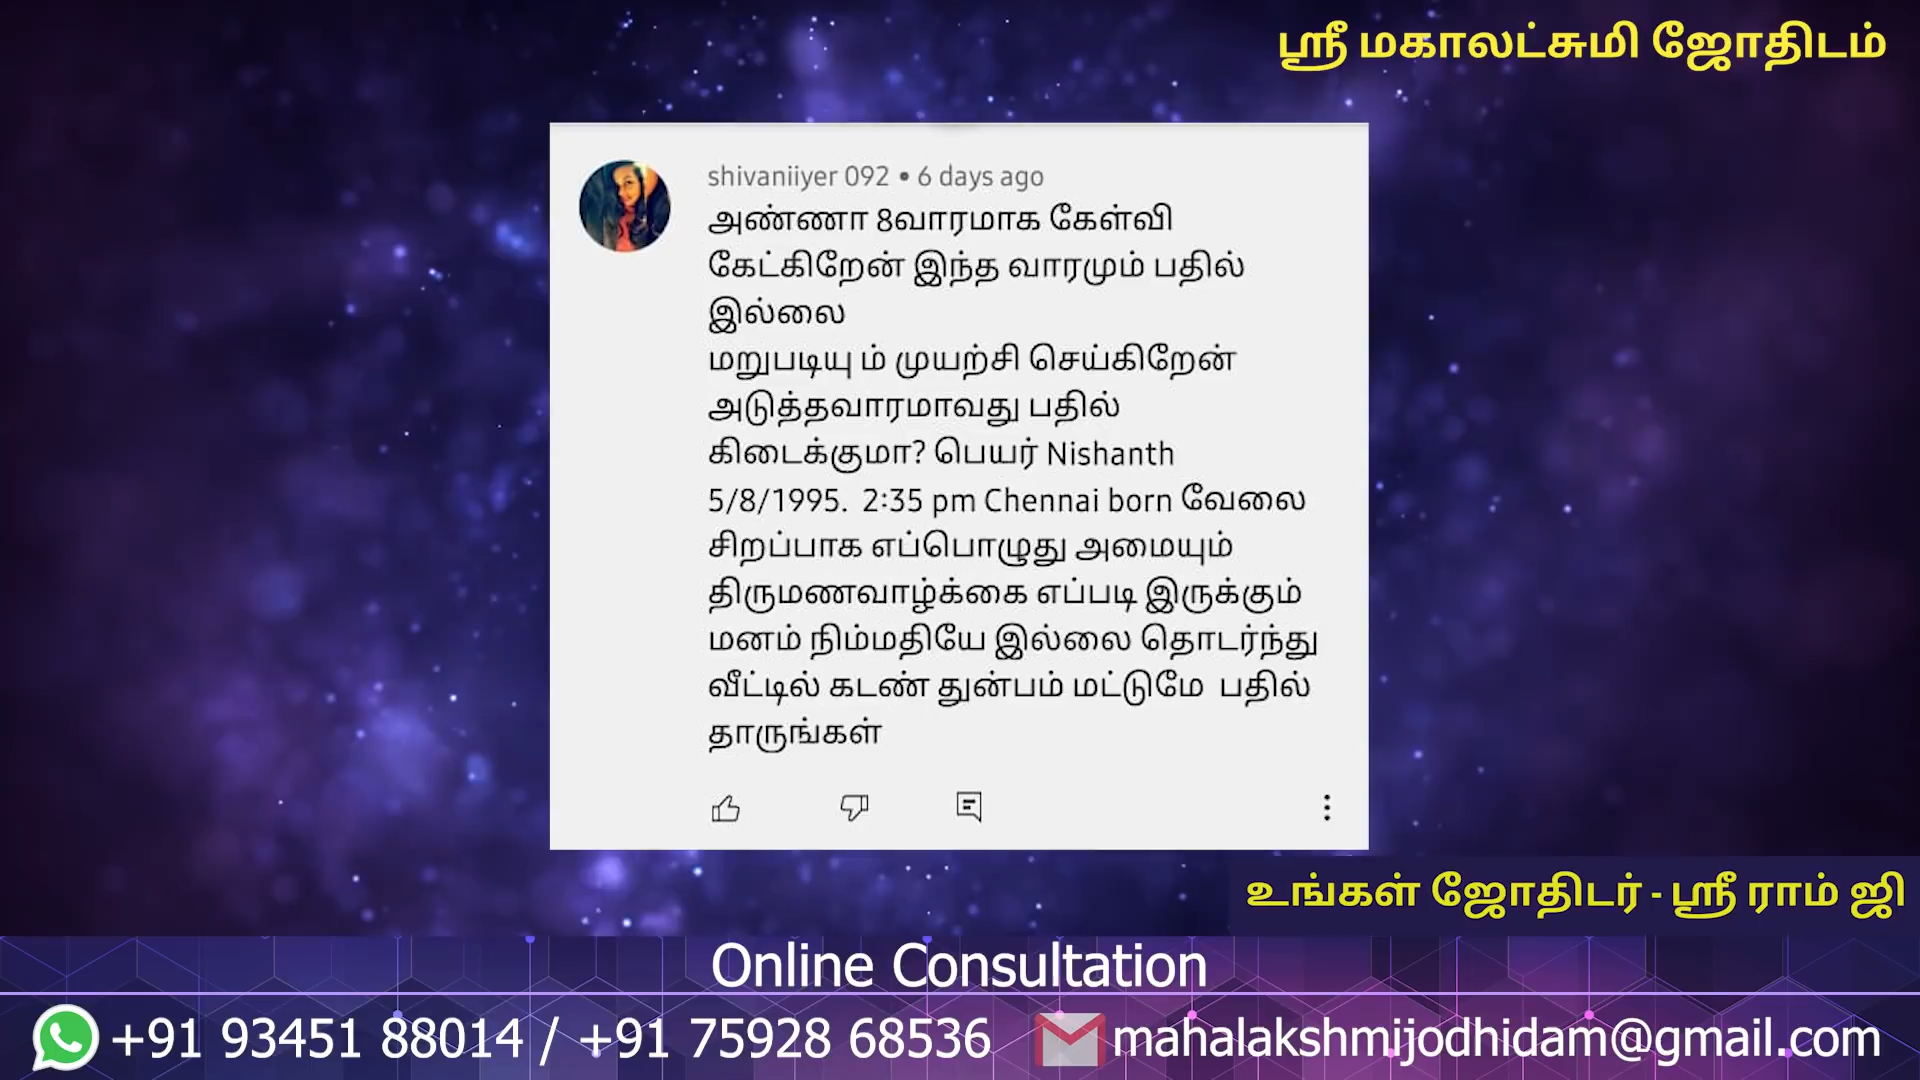 ஸ்ரீ மகாலட்சுமி ஜோதிடம்
shivaniiyer 092 • 6 days ago
அண்ணா 8வாரமாக கேள்வி
கேட்கிறேன் இந்த வாரமும் பதில்
இல்லை
மறுபடியு ம் முயற்சி செய்கிறேன்
அடுத்தவாரமாவது பதில்
கிடைக்குமா? பெயர் Nishanth
5/8/1995.  2:35 pm Chennai born வேலை
சிறப்பாக எப்பொழுது அமையும்
திருமணவாழ்க்கை எப்படி இருக்கும்
மனம் நிம்மதியே இல்லை தொடர்ந்து
வீட்டில் கடண் துன்பம் மட்டுமே  பதில்
தாருங்கள்
உங்கள் ஜோதிடர் - ஸ்ரீ ராம் ஜி
Online Consultation
+91 93451 88014 / +91 75928 68536 mahalakshmijodhidam@gmail.com